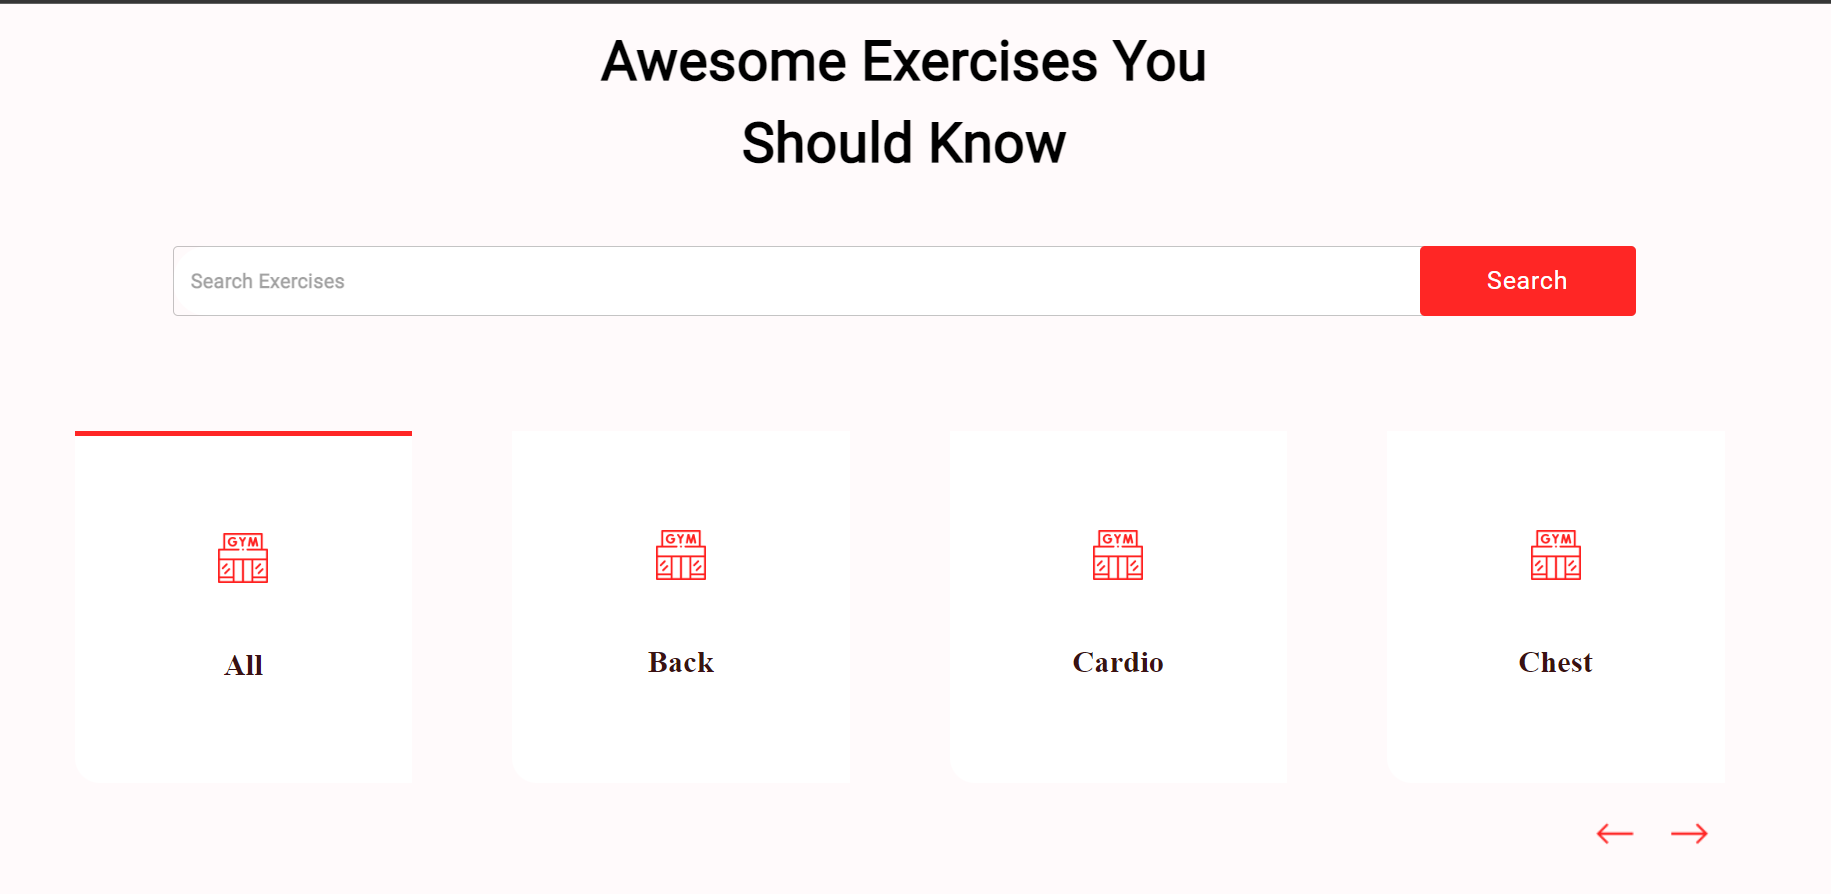 Awesome Exercises You
Should Know
Search Exercises
Search
GYM
GYM
GYM
GYM
All
Back
Cardio
Chest